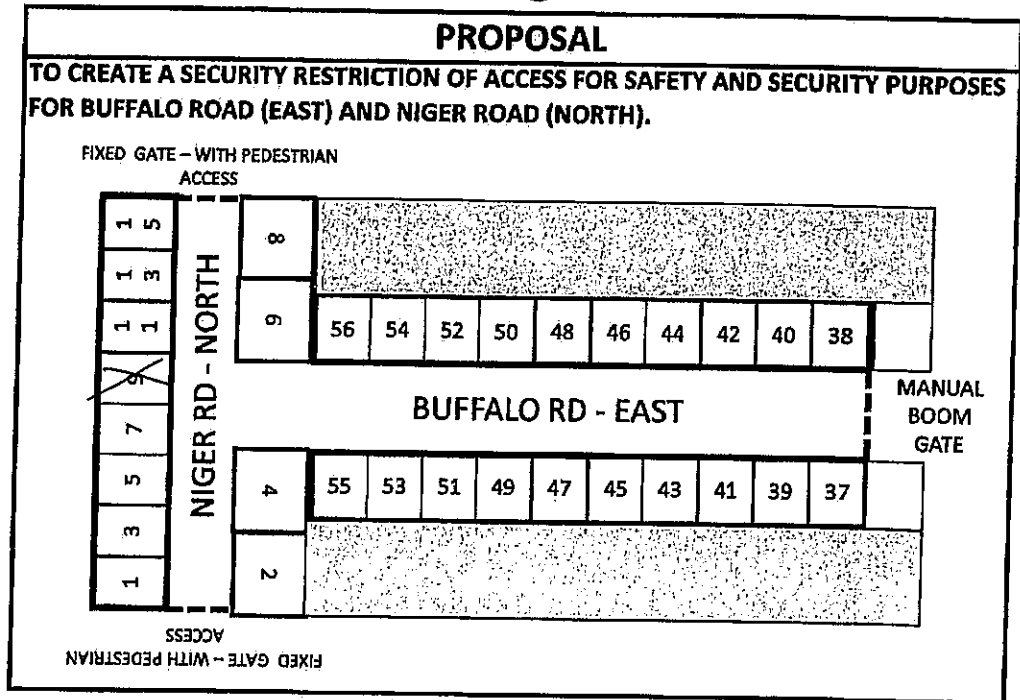 PROPOSAL
TO CREATE A SECURITY RESTRICTION OF ACCESS FOR SAFETY AND SECURITY PURPOSES
FOR BUFFALO ROAD (EAST) AND NIGER ROAD (NORTH).
FIXED GATE – WITH PEDESTRIAN
ACCESS
15
13
11
9
7
5
3
1
NIGER RD - NORTH
8
6
4
2
56 54 52 50 48 46 44 42 40 38
BUFFALO RD - EAST
MANUAL
BOOM
GATE
55 53 51 49 47 45 43 41 39 37
FIXED GATE – WITH PEDESTRIAN
ACCESS